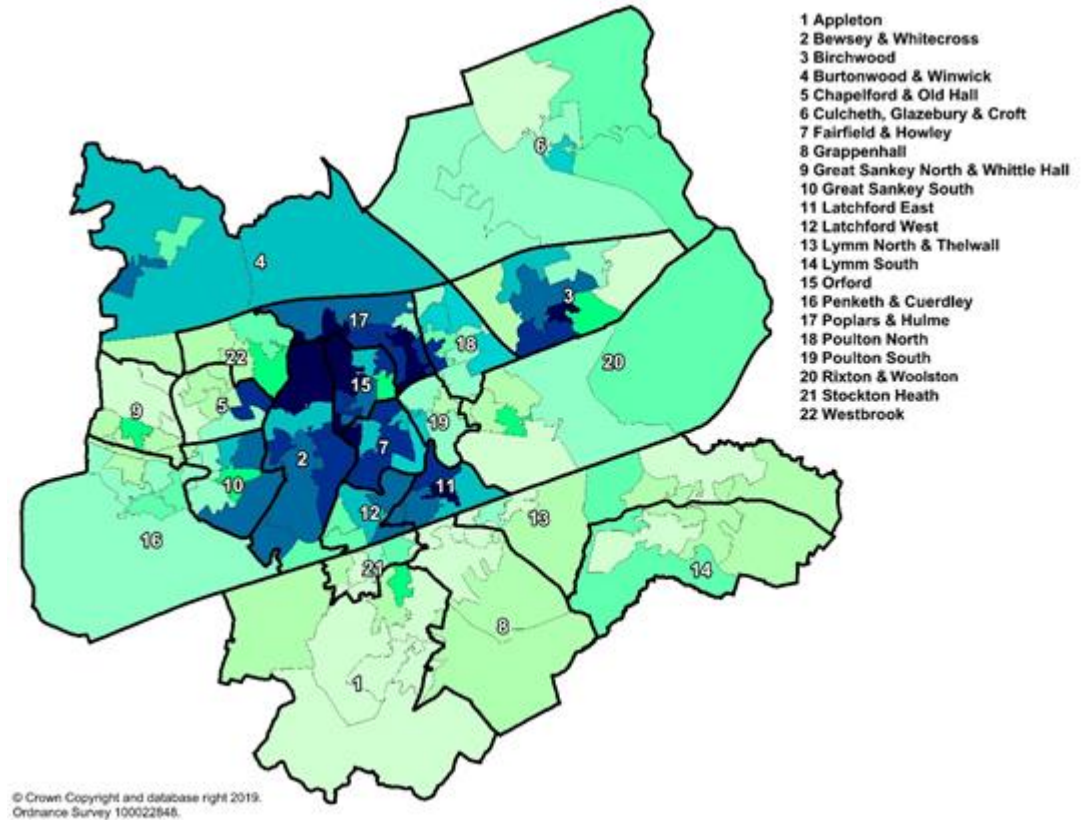 1 Appleton
2 Bewsey & Whitecross
3 Birchwood
4 Burtonwood & Winwick
5 Chapelford & Old Hall
6 Culcheth, Glazebury & Croft
7 Fairfield & Howley
8 Grappenhall
9 Great Sankey North & Whittle Hall
10 Great Sankey South
11 Latchford East
12 Latchford West
13 Lymm North & Thelwall
14 Lymm South
15 Orford
16 Penketh & Cuerdley
17 Poplars & Hulme
18 Poulton North
19 Poulton South
20 Rixton & Woolston
21 Stockton Heath
22 Westbrook
6
4
3
17
18
22
20
15
5
9
19
7
2
10
11
12
13
16
21
14
8
1
© Crown Copyright and database right 2019.
Ordnance Survey 100022848.